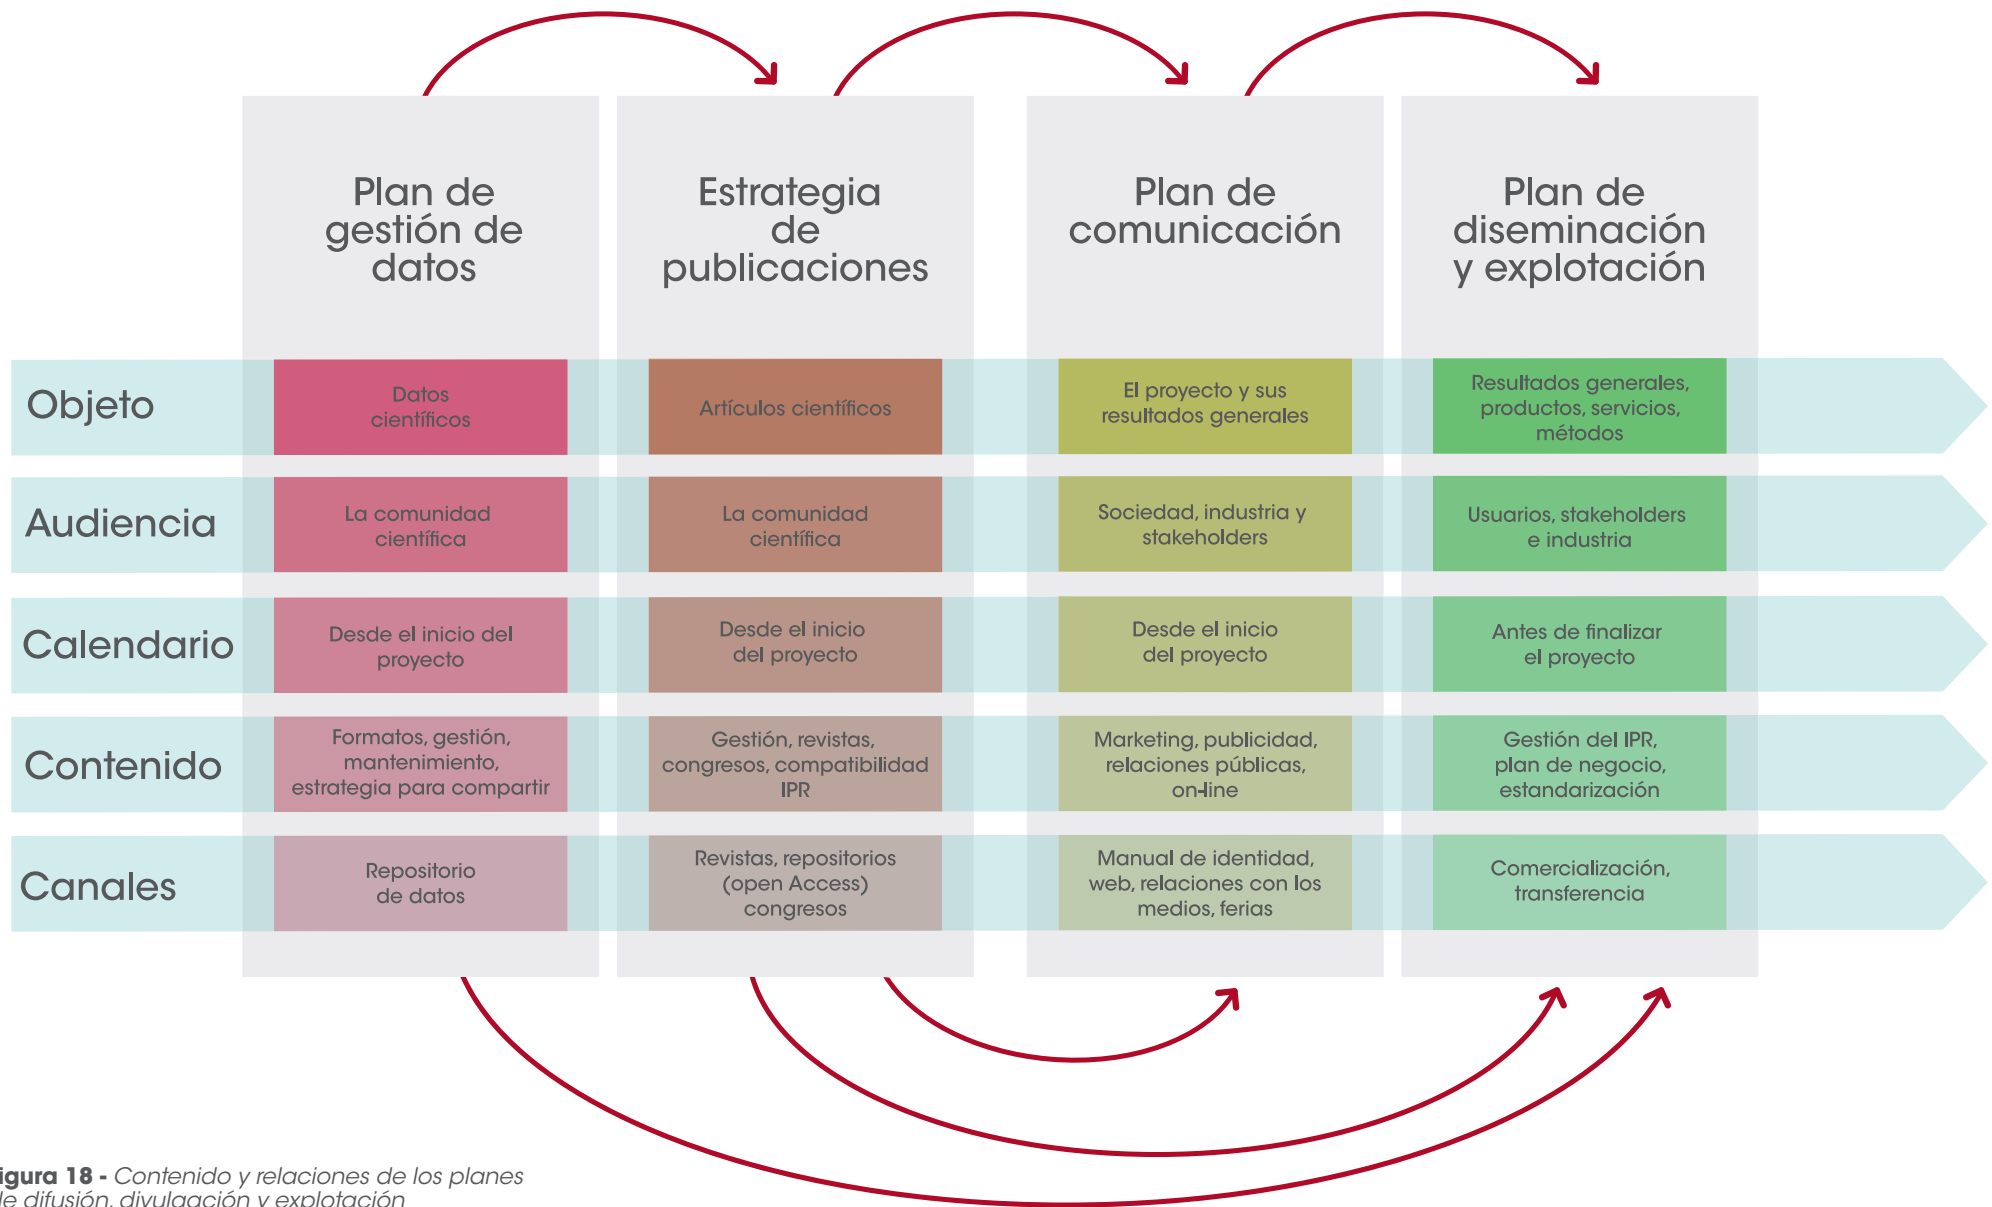 Plan de
gestión de
datos
Estrategia
de
publicaciones
Plan de
comunicación
Plan de
diseminación
y explotación
Objeto
Datos
científicos
Artículos científicos
El proyecto y sus
resultados generales
Resultados generales,
productos, servicios,
métodos
Audiencia
La comunidad
científica
La comunidad
científica
Sociedad, industria y
stakeholders
Usuarios, stakeholders
e industria
Calendario
Desde el inicio del
proyecto
Desde el inicio
del proyecto
Desde el inicio
del proyecto
Antes de finalizar
el proyecto
Contenido
Formatos, gestión,
mantenimiento,
estrategia para compartir
Gestión, revistas,
congresos, compatibilidad
IPR
Marketing, publicidad,
relaciones públicas,
on-line
Gestión del IPR,
plan de negocio,
estandarización
Canales
Repositorio
de datos
Revistas, repositorios
(open Access)
congresos
Manual de identidad,
web, relaciones con los
medios, ferias
Comercialización,
transferencia
igura 18 - Contenido y relaciones de los planes
de difusión, divulgación y explotación